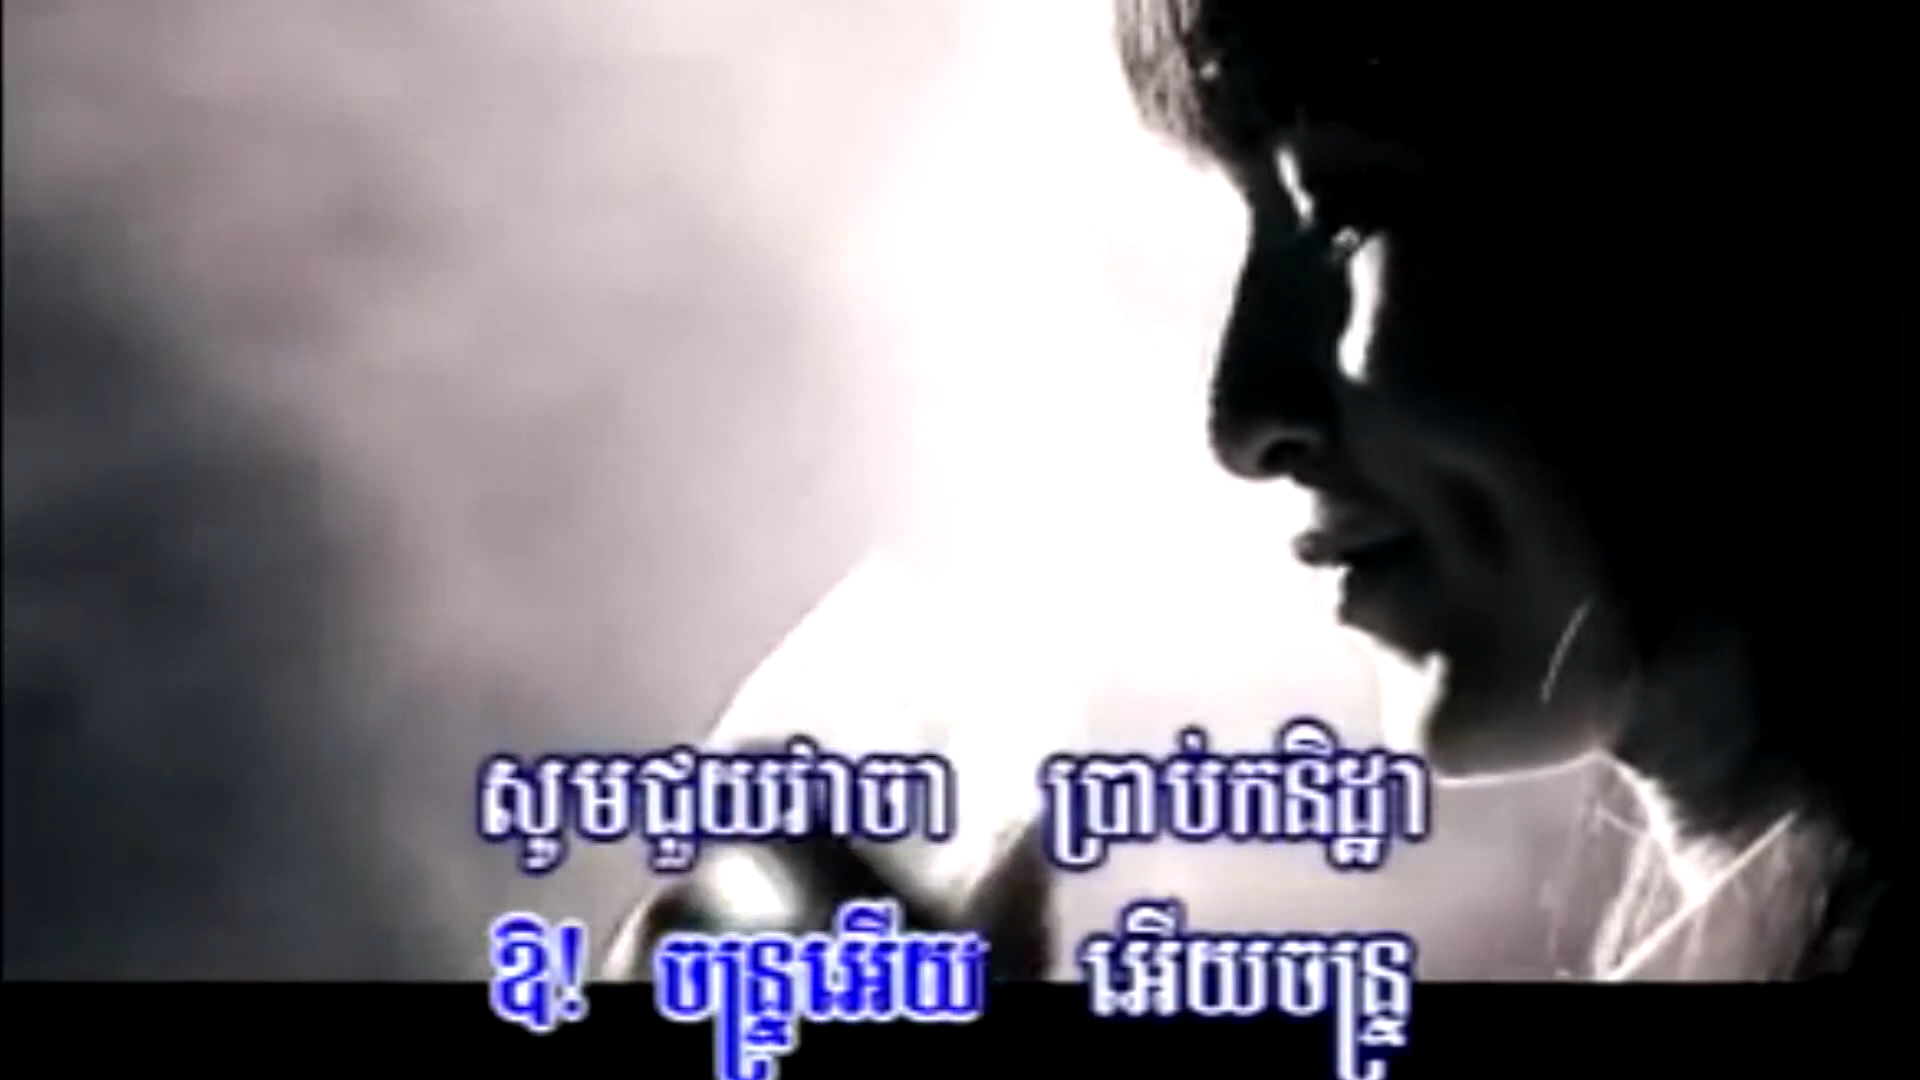 សូមជួយវាចា ប្រាប់កនិដ្ឋា
ឱ! ចន្ទ្រអើយ អើយចន្ទ្រ